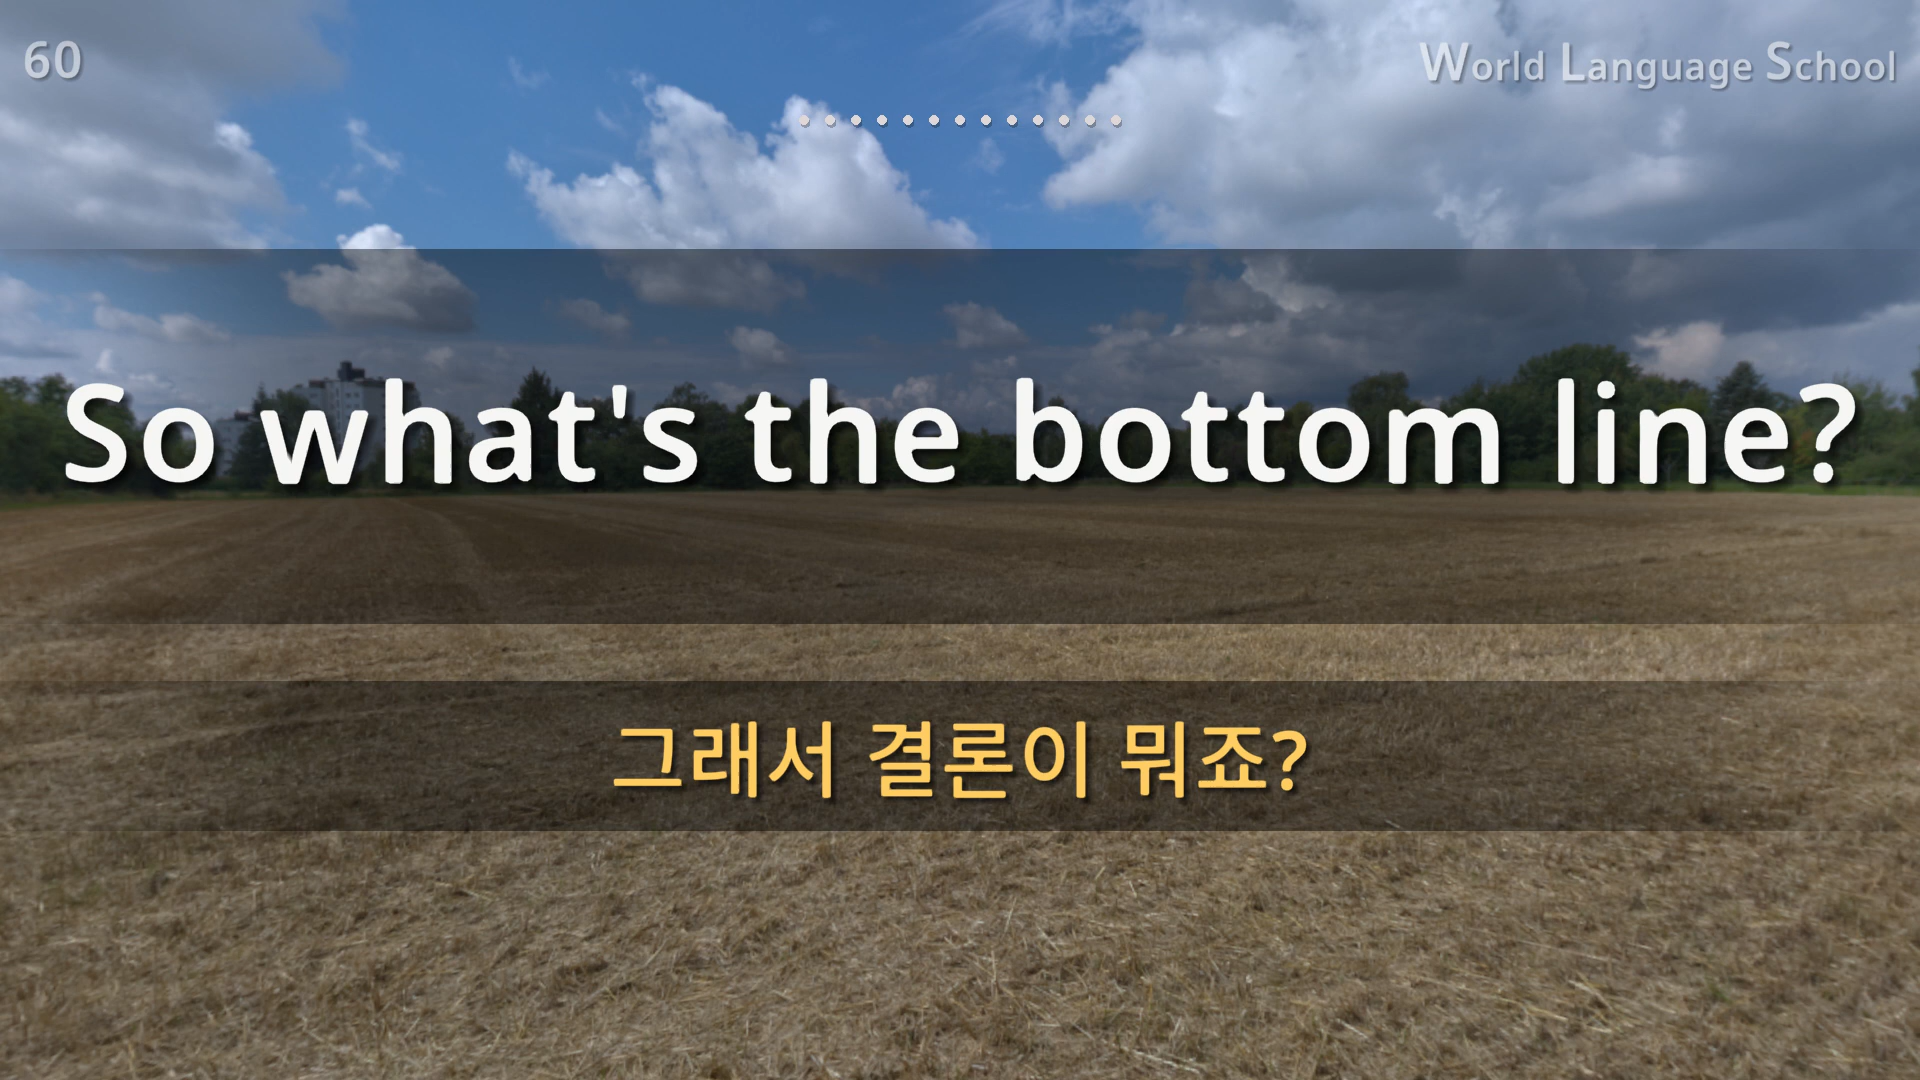 60
World Language School
So what's the bottom line?
그래서 결론이 뭐죠?